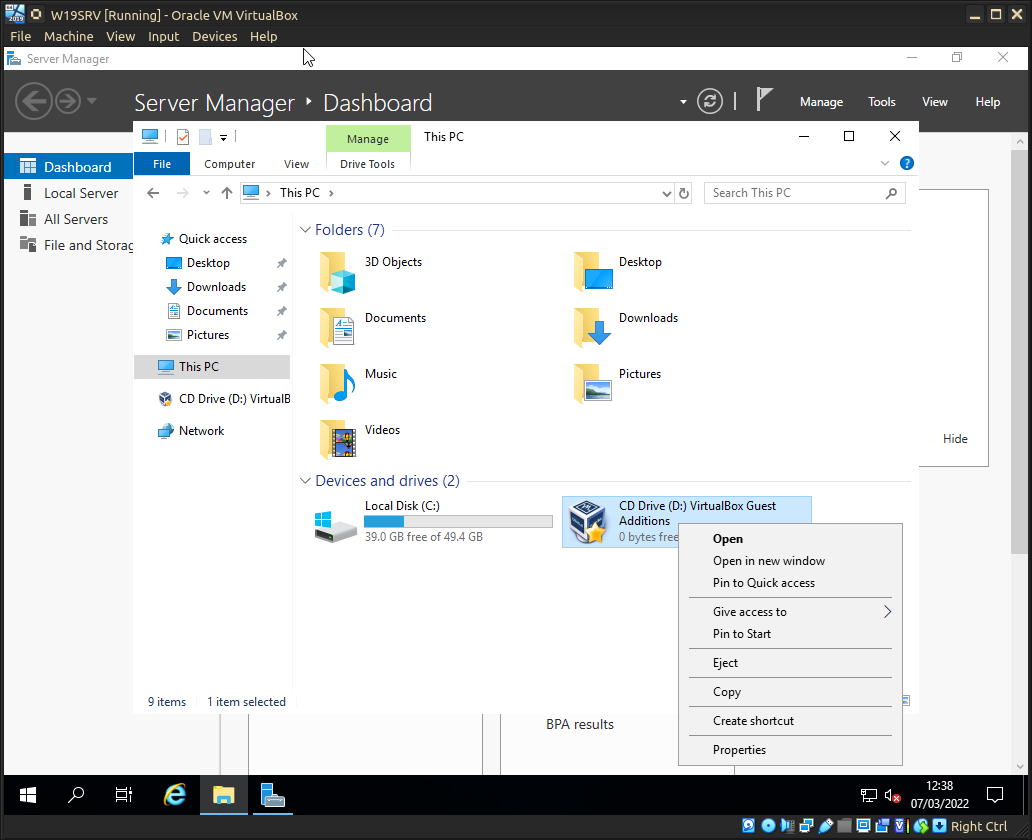 W19SRV [Running] - Oracle VM VirtualBox
File Machine View Input Devices Help
Server Manager
Server Manager Dashboard
Manage Tools View Help
Manage This PC
File Computer View Drive Tools
This PC
Search This PC
Dashboard
Local Server
All Servers
File and Storag
Quick access
Desktop
Downloads
Documents
Pictures
This PC
CD Drive (D:) VirtualB
Network
Folders (7)
3D Objects
Desktop
Documents
Downloads
Music
Pictures
Videos
Devices and drives (2)
Local Disk (C:)
39.0 GB free of 49.4 GB
CD Drive (D:) VirtualBox Guest
Additions
0 bytes free
Open
Open in new window
Pin to Quick access
Give access to
Pin to Start
Eject
Copy
Create shortcut
Properties
Hide
9 items 1 item selected
BPA results
12:38
07/03/2022
Right Ctrl